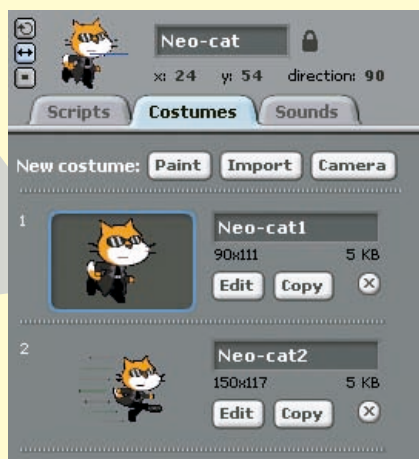 Neo-cat
x: 24 y: 54 direction: 90
Scripts Costumes Sounds
New costume: Paint Import Camera
1
Neo-cat1
90x111 5 KB
Edit Copy
2
Neo-cat2
150x117 5 KB
Edit Copy